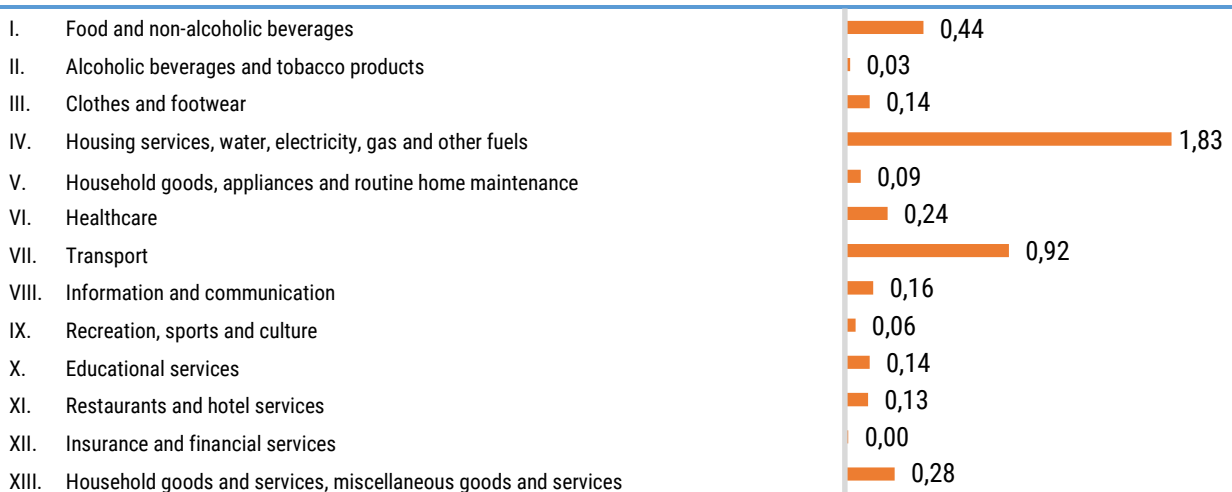 I. Food and non-alcoholic beverages 0,44
II. Alcoholic beverages and tobacco products 0,03
III. Clothes and footwear 0,14
IV. Housing services, water, electricity, gas and other fuels 1,83
V. Household goods, appliances and routine home maintenance 0,09
VI. Healthcare 0,24
VII. Transport 0,92
VIII. Information and communication 0,16
IX. Recreation, sports and culture 0,06
X. Educational services 0,14
XI. Restaurants and hotel services 0,13
XII. Insurance and financial services 0,00
XIII. Household goods and services, miscellaneous goods and services 0,28